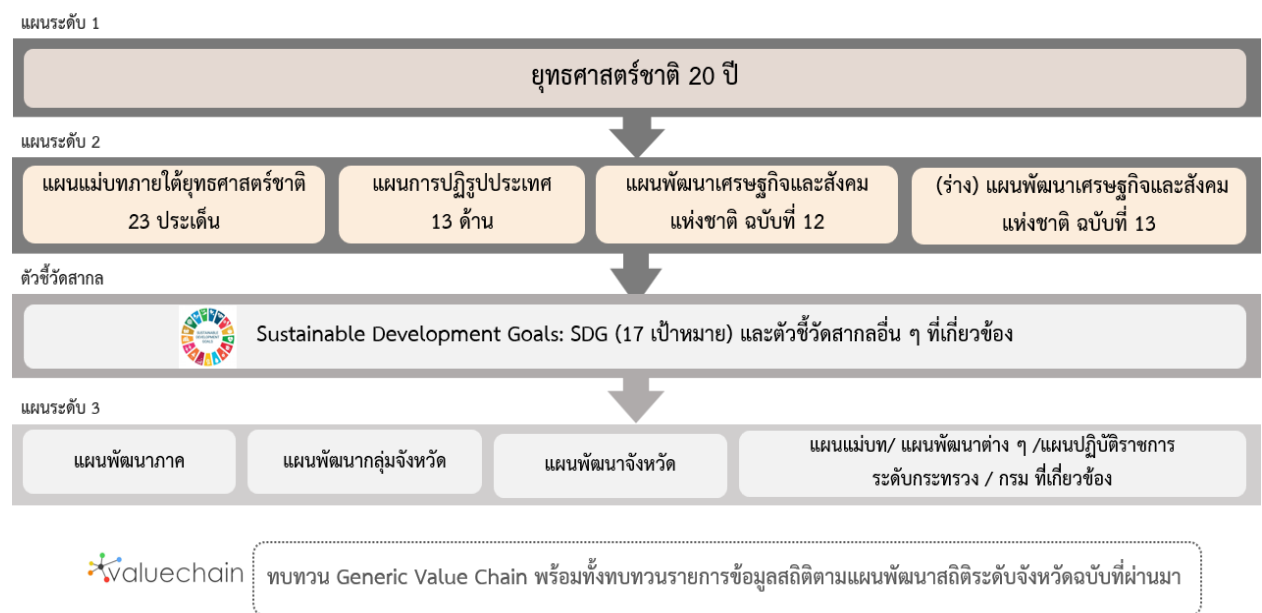 แผนระดับ 1
ยุทธศาสตร์ชาติ 20 ปี
แผนระดับ 2
แผนแม่บทภายใต้ยุทธศาสตร์ชาติ
23 ประเด็น
แผนการปฏิรูปประเทศ
13 ด้าน
แผนพัฒนาเศรษฐกิจและสังคม
แห่งชาติ ฉบับที่ 12
(ร่าง) แผนพัฒนาเศรษฐกิจและสังคม
แห่งชาติ ฉบับที่ 13
ตัวชี้วัดสากล
SUSTAINABLE
DEVELOPMENT
GOALS
Sustainable Development Goals: SDG (17 เป้าหมาย) และตัวชี้วัดสากลอื่น ๆ ที่เกี่ยวข้อง
แผนระดับ 3
แผนพัฒนาภาค
แผนพัฒนากลุ่มจังหวัด
แผนพัฒนาจังหวัด
แผนแม่บท/ แผนพัฒนาต่าง ๆ /แผนปฏิบัติราชการ
ระดับกระทรวง / กรม ที่เกี่ยวข้อง
valuechain
ทบทวน Generic Value Chain พร้อมทั้งทบทวนรายการข้อมูลสถิติตามแผนพัฒนาสถิติระดับจังหวัดฉบับที่ผ่านมา